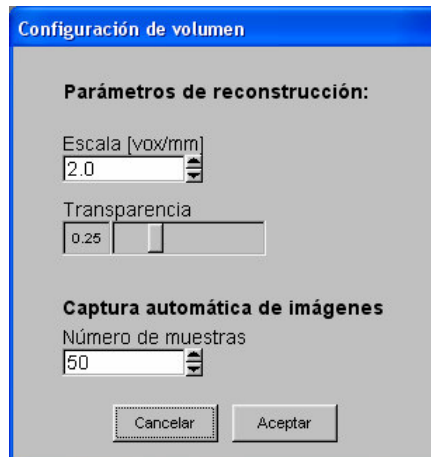 Configuración de volumen
Parámetros de reconstrucción:
Escala [vox/mm]
2.0
Transparencia
0.25
Captura automática de imágenes
Número de muestras
50
Cancelar Aceptar